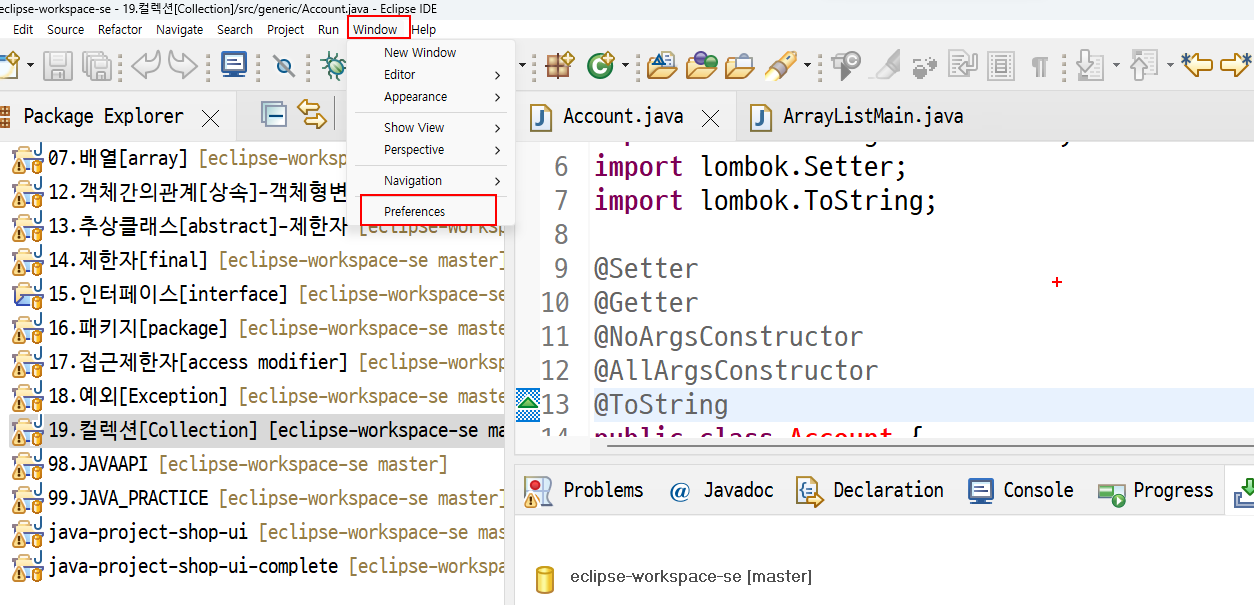 eclipse-workspace-se - 19.컬렉션[Collection]/src/generic/Account.java - Eclipse IDE
Edit Source Refactor Navigate Search Project Run Window Help
New Window
Editor
Appearance
Show View
Perspective
Navigation
Preferences
Package Explorer
07.배열[array] [eclipse-worksp
12.객체간의관계[상속]-객체형변
13.추상클래스[abstract]-제한자 [eclipse-worksp
14.제한자[final] [eclipse-workspace-se master]
15.인터페이스[interface] [eclipse-workspace-se
16.패키지[package] [eclipse-workspace-se maste
17.접근제한자[access modifier] [eclipse-worksp
18.예외[Exception] [eclipse-workspace-se maste
19.컬렉션[Collection] [eclipse-workspace-se ma
98.JAVAAPI [eclipse-workspace-se master]
99.JAVA_PRACTICE [eclipse-workspace-se master]
java-project-shop-ui [eclipse-workspace-se mas
java-project-shop-ui-complete [eclipse-workspa
Account.java
ArrayListMain.java
6 import lombok.Setter;
7 import lombok.ToString;
8
9 @Setter
10 @Getter
11 @NoArgsConstructor
12 @AllArgsConstructor
13 @ToString
14 public class Account {
Problems @ Javadoc Declaration Console Progress
eclipse-workspace-se [master]